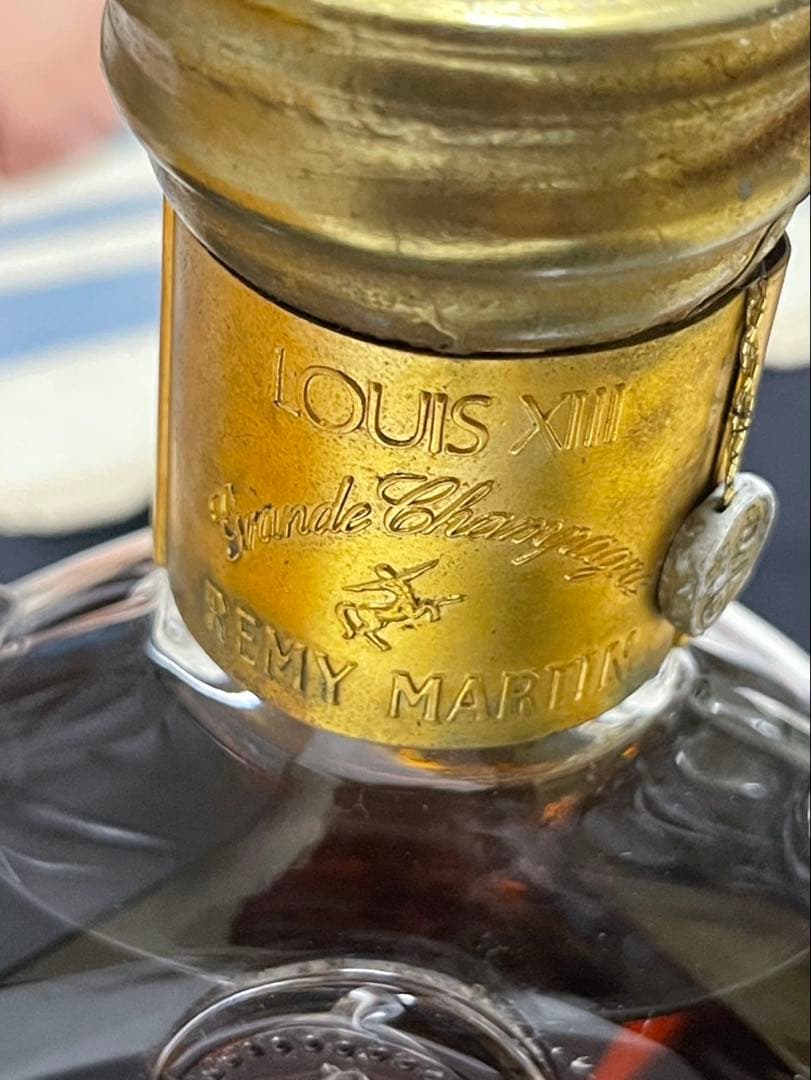 LOUIS XIII
Grande Champagne
REMY MARTIN